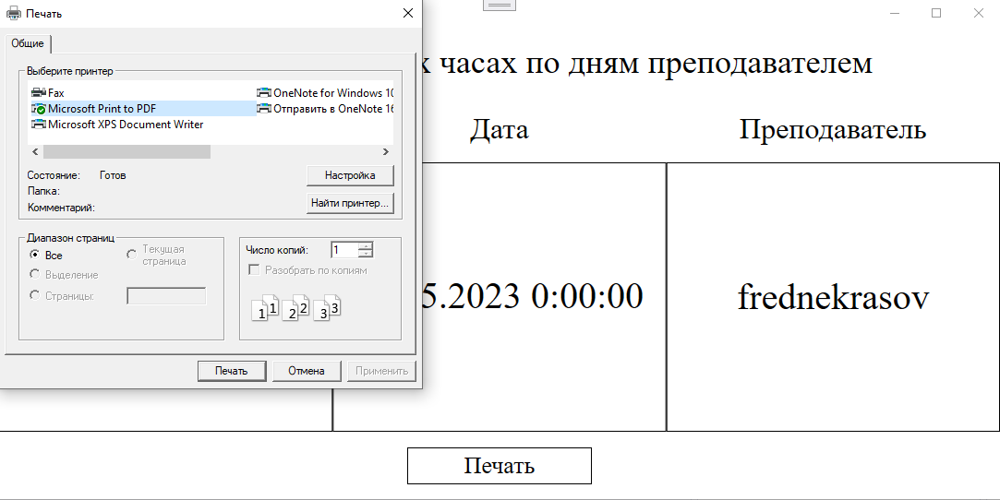 Печать
Общие
Выберите принтер
Fax
OneNote for Windows 10
Microsoft Print to PDF
Отправить в OneNote 16
Microsoft XPS Document Writer
Состояние: Готов
Настройка
Папка:
Комментарий:
Найти принтер...
Диапазон страниц
Все
Текущая страница
Выделение
Страницы:
Число копий: 1
Разобрать по копиям
1 1 2 2 3 3
Печать Отмена Применить
х часах по дням преподавателем
Дата Преподаватель
5.2023 0:00:00 frednekrasov
Печать